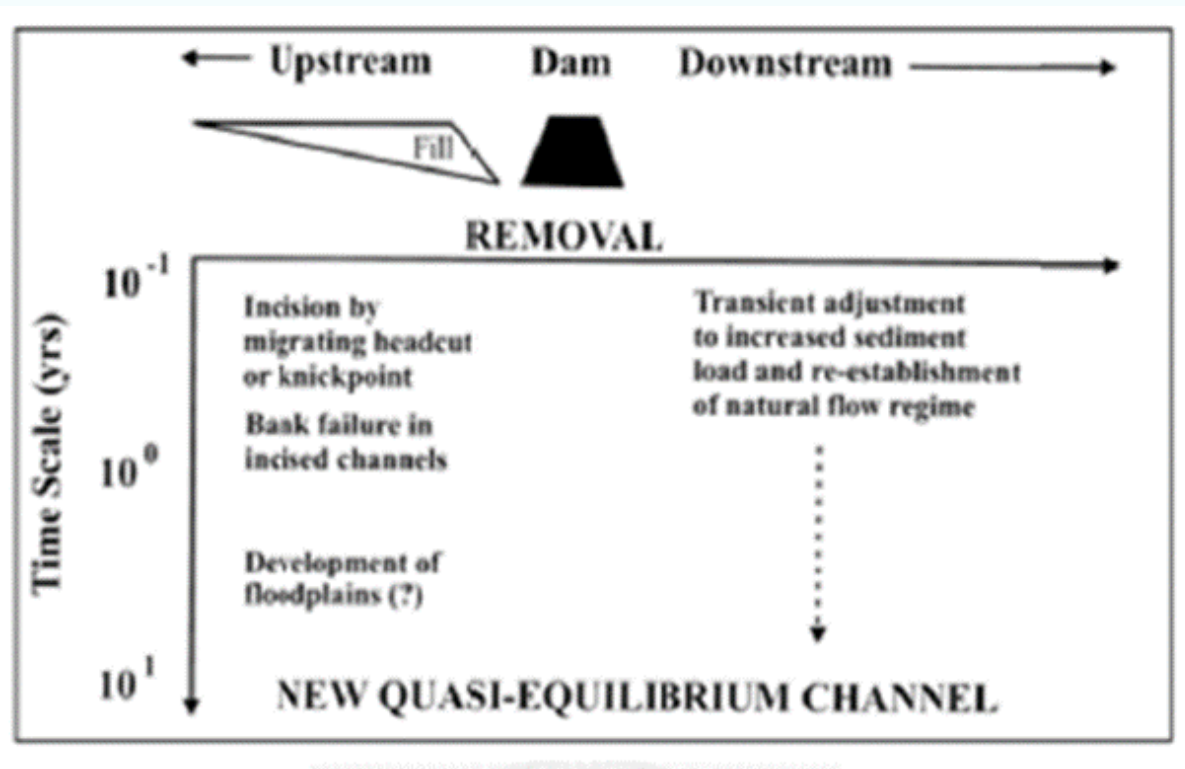 Upstream Dam Downstream
Fill
REMOVAL
Time Scale (yrs)
10⁻¹
Incision by
migrating headcut
or knickpoint
Bank failure in
incised channels
10⁰
Development of
floodplains (?)
Transient adjustment
to increased sediment
load and re-establishment
of natural flow regime
10¹
NEW QUASI-EQUILIBRIUM CHANNEL